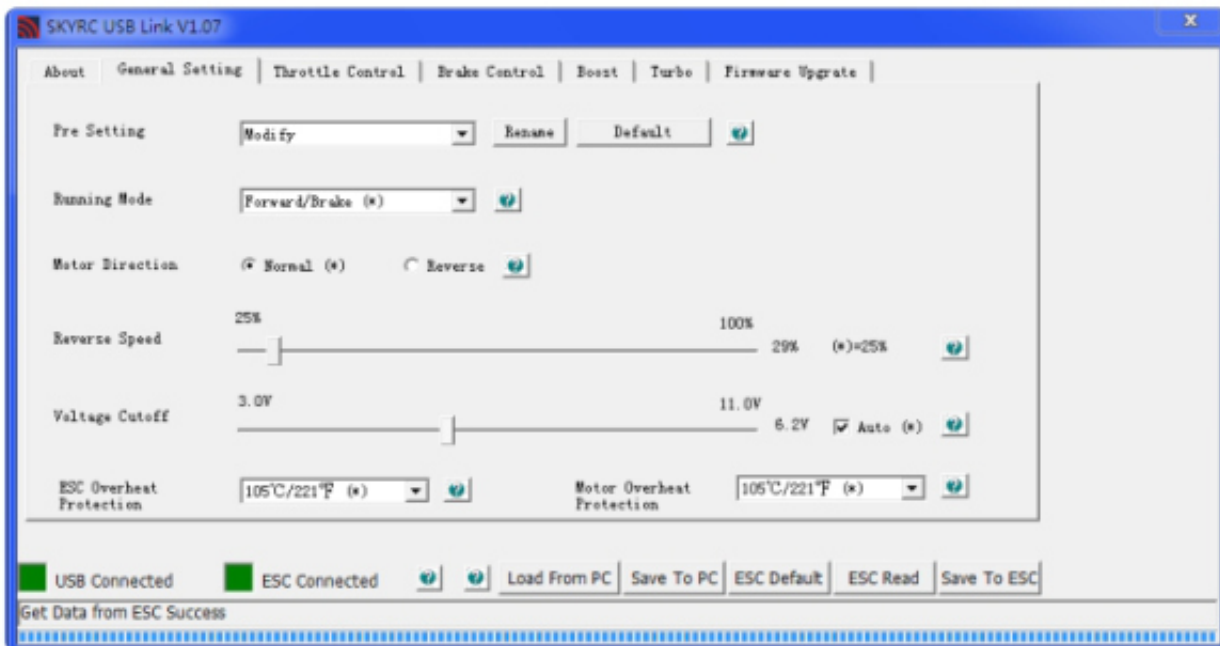 SKYRC USB Link V1.07
About General Setting Throttle Control Brake Control Boost Turbo Firmware Upgrate
Pre Setting Modify Rename Default
Running Mode Forward/Brake (*)
Motor Direction Normal (*) Reverse
25% 100%
Reverse Speed 29% (*)=25%
3.0V 11.0V
Voltage Cutoff 6.2V Auto (*)
ESC Overheat Protection 105℃/221℉ (*) Motor Overheat Protection 105℃/221℉ (*)
USB Connected ESC Connected Load From PC Save To PC ESC Default ESC Read Save To ESC
Get Data from ESC Success